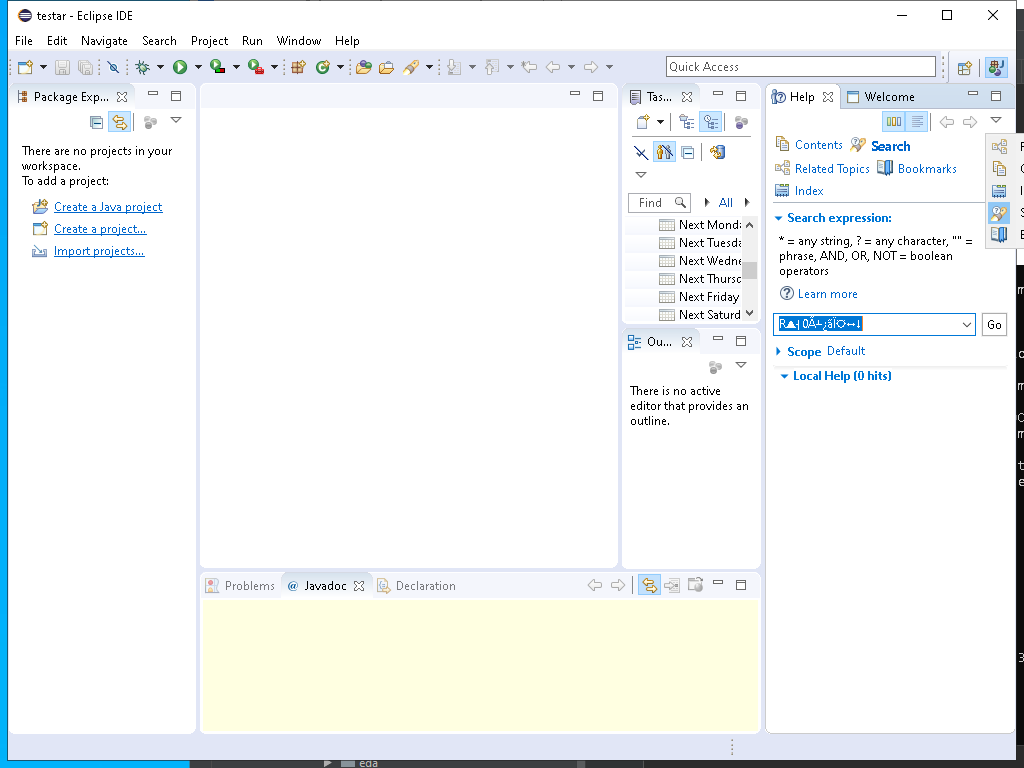 testar - Eclipse IDE
File Edit Navigate Search Project Run Window Help
Quick Access
Package Exp...
There are no projects in your
workspace.
To add a project:
Create a Java project
Create a project...
Import projects...
Tas...
Find
All
Next Mond
Next Tuesda
Next Wedne
Next Thursd
Next Friday
Next Saturd
Ou...
There is no active
editor that provides an
outline.
Help
Welcome
Contents
Search
Related Topics
Bookmarks
Index
Search expression:
* = any string, ? = any character, "" =
phrase, AND, OR, NOT = boolean
operators
Learn more
Go
Scope Default
Local Help (0 hits)
Problems
@ Javadoc
Declaration
eda